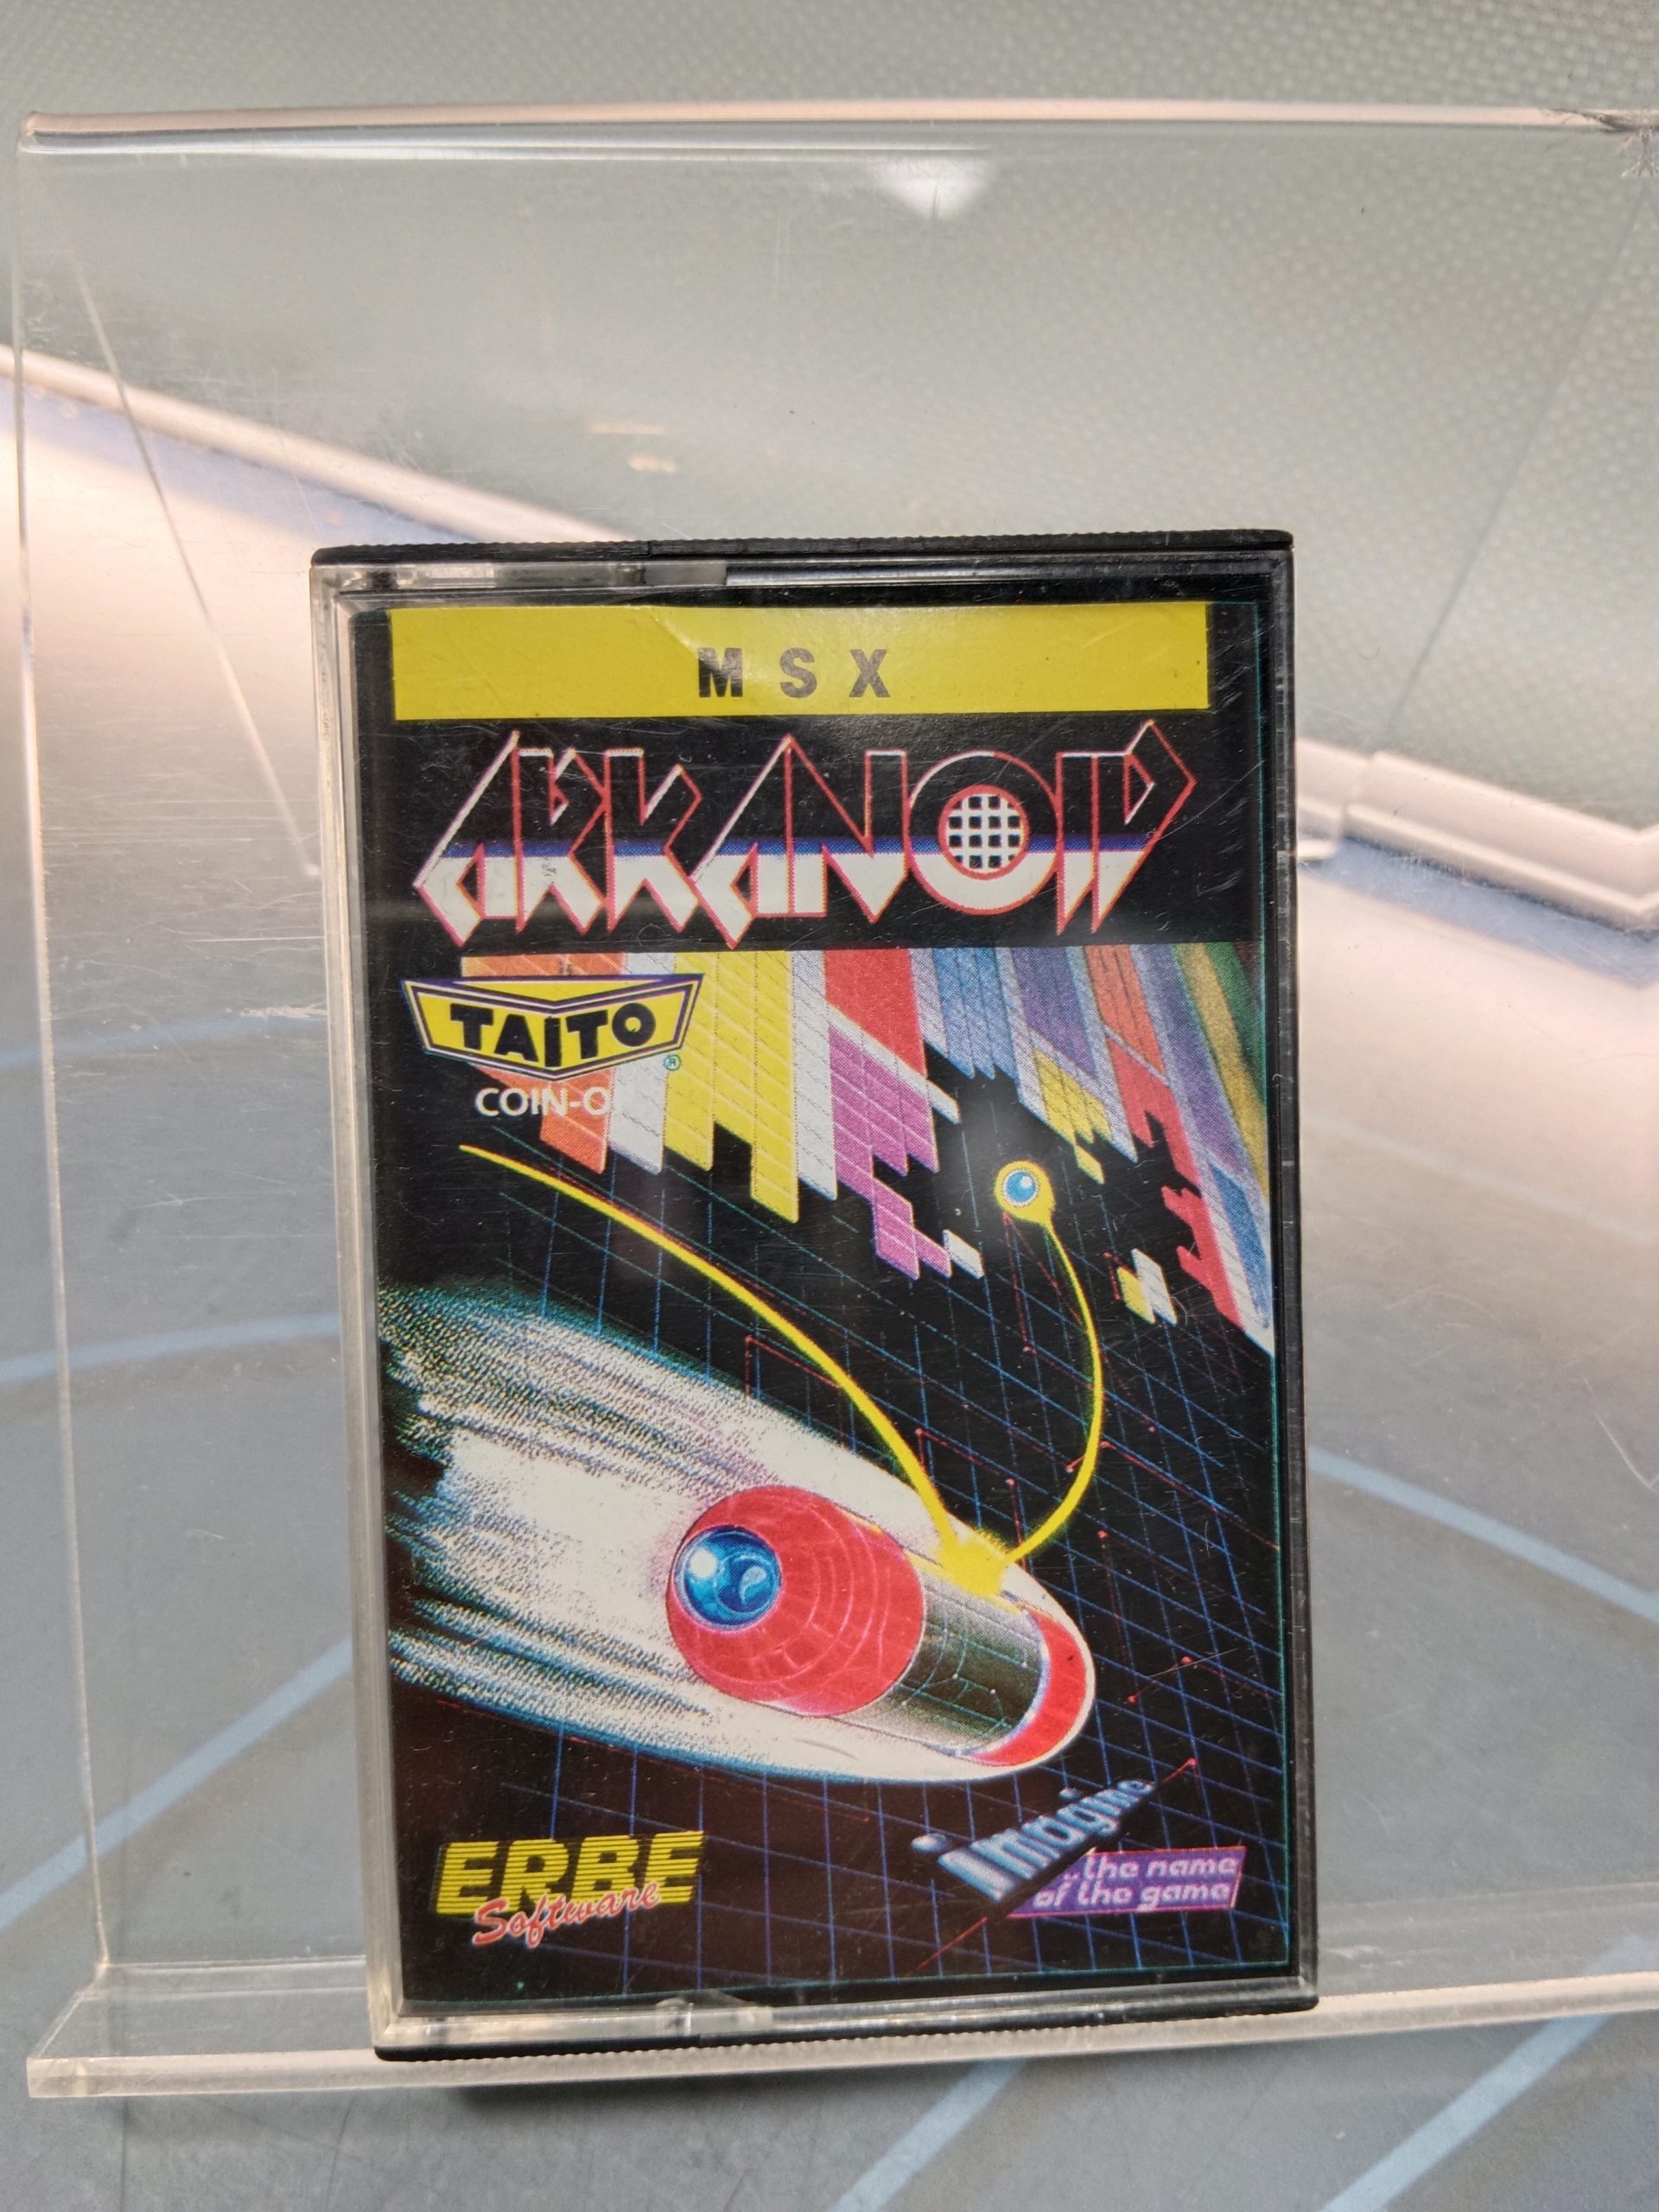 MSX
ARKANOID
TAITO
®
COIN-O
ERBE
Software
imagine
...the name
of the game